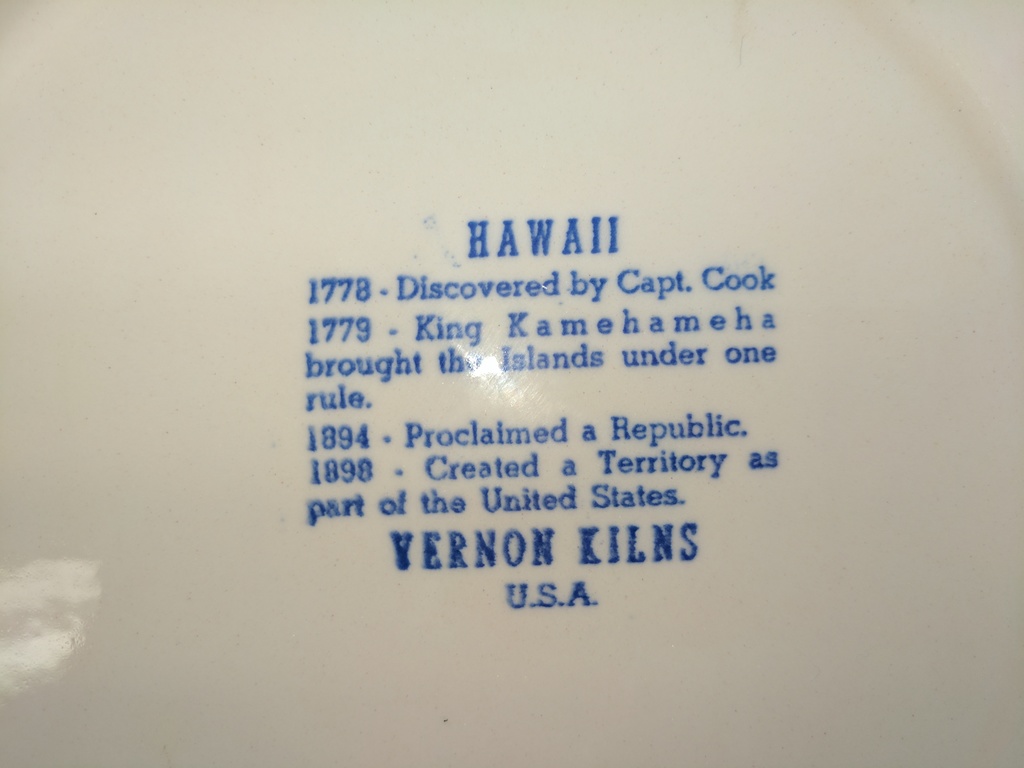 HAWAII
1778 - Discovered by Capt. Cook
1779 - King Kamehameha
brought the Islands under one
rule.
1894 - Proclaimed a Republic.
1898 - Created a Territory as
part of the United States.
VERNON KILNS
U.S.A.